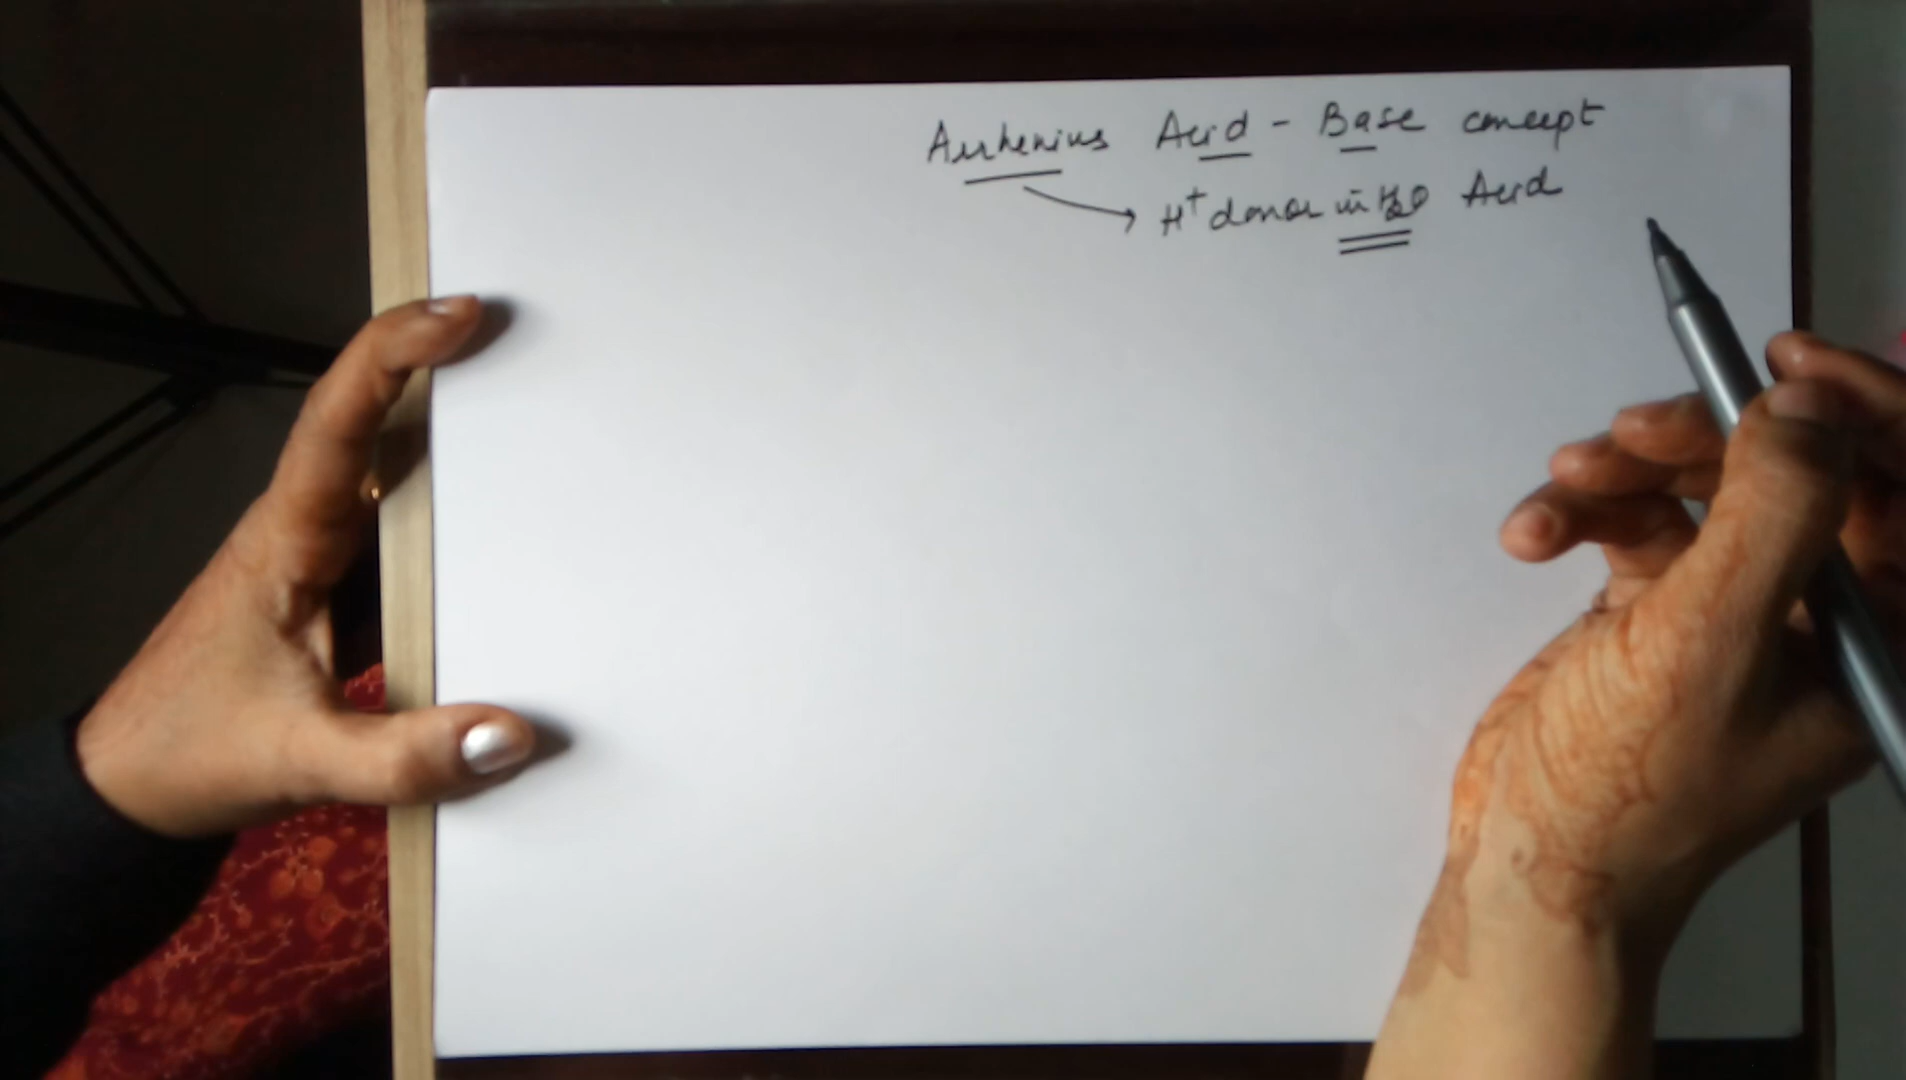 Arrhenius Acid - Base concept
→ H⁺ donor in H₂O Acid